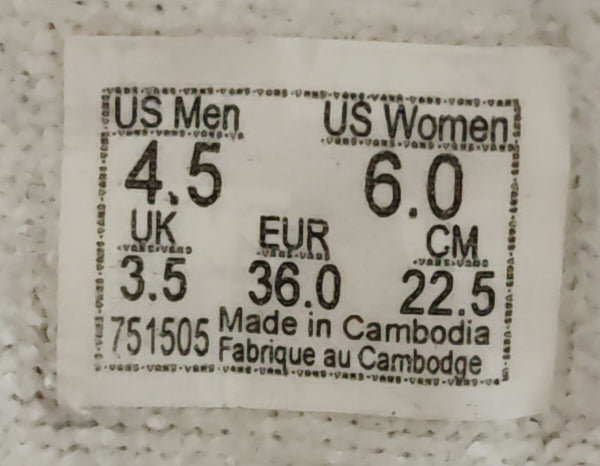 US Men US Women
4.5 6.0
UK EUR CM
3.5 36.0 22.5
751505 Made in Cambodia
Fabrique au Cambodge